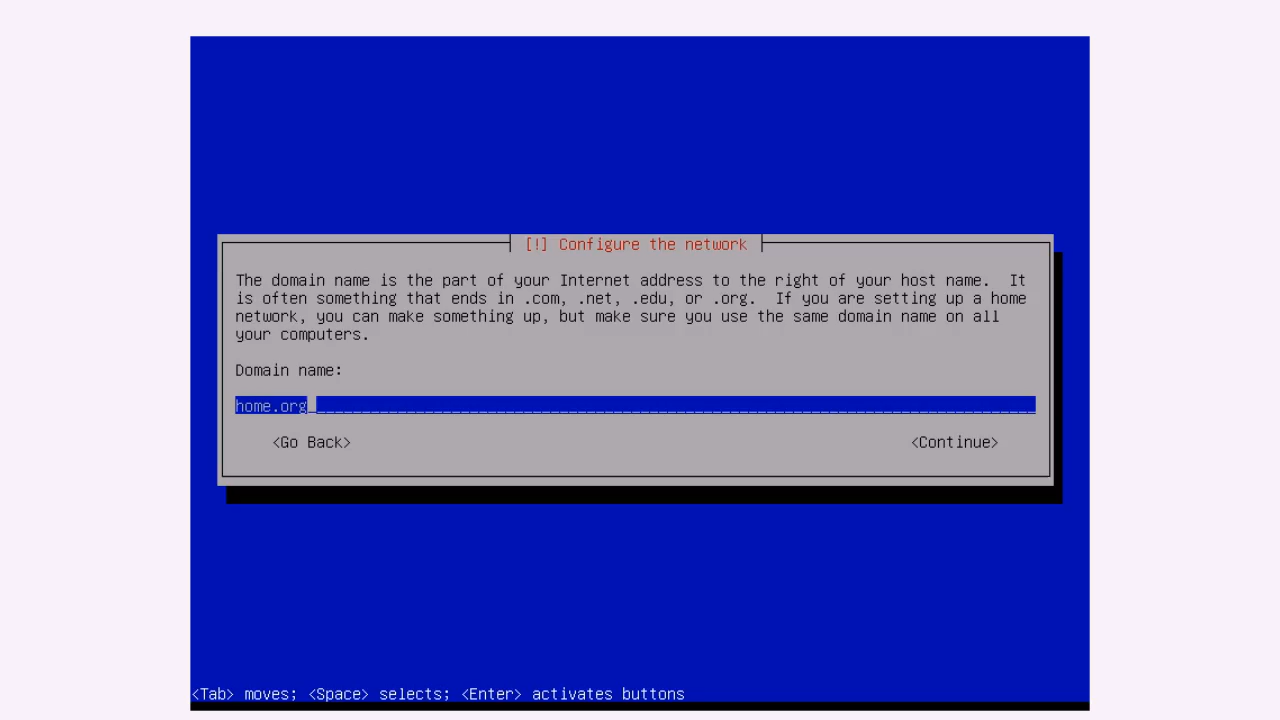 [!] Configure the network
The domain name is the part of your Internet address to the right of your host name.  It
is often something that ends in .com, .net, .edu, or .org.  If you are setting up a home
network, you can make something up, but make sure you use the same domain name on all
your computers.
Domain name:
home.org
<Go Back> <Continue>
<Tab> moves; <Space> selects; <Enter> activates buttons